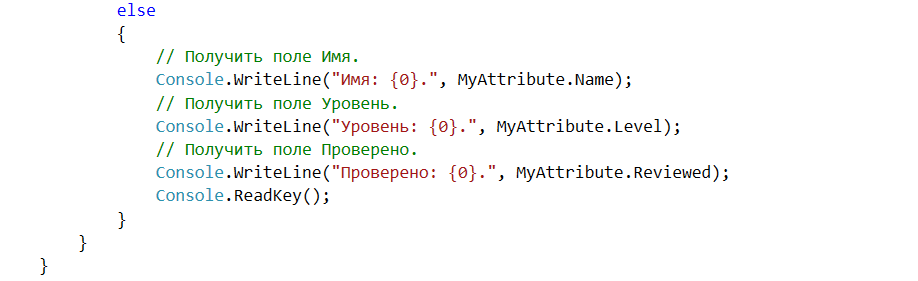 else
{
// Получить поле Имя.
Console.WriteLine("Имя: {0}.", MyAttribute.Name);
// Получить поле Уровень.
Console.WriteLine("Уровень: {0}.", MyAttribute.Level);
// Получить поле Проверено.
Console.WriteLine("Проверено: {0}.", MyAttribute.Reviewed);
Console.ReadKey();
}
}
}